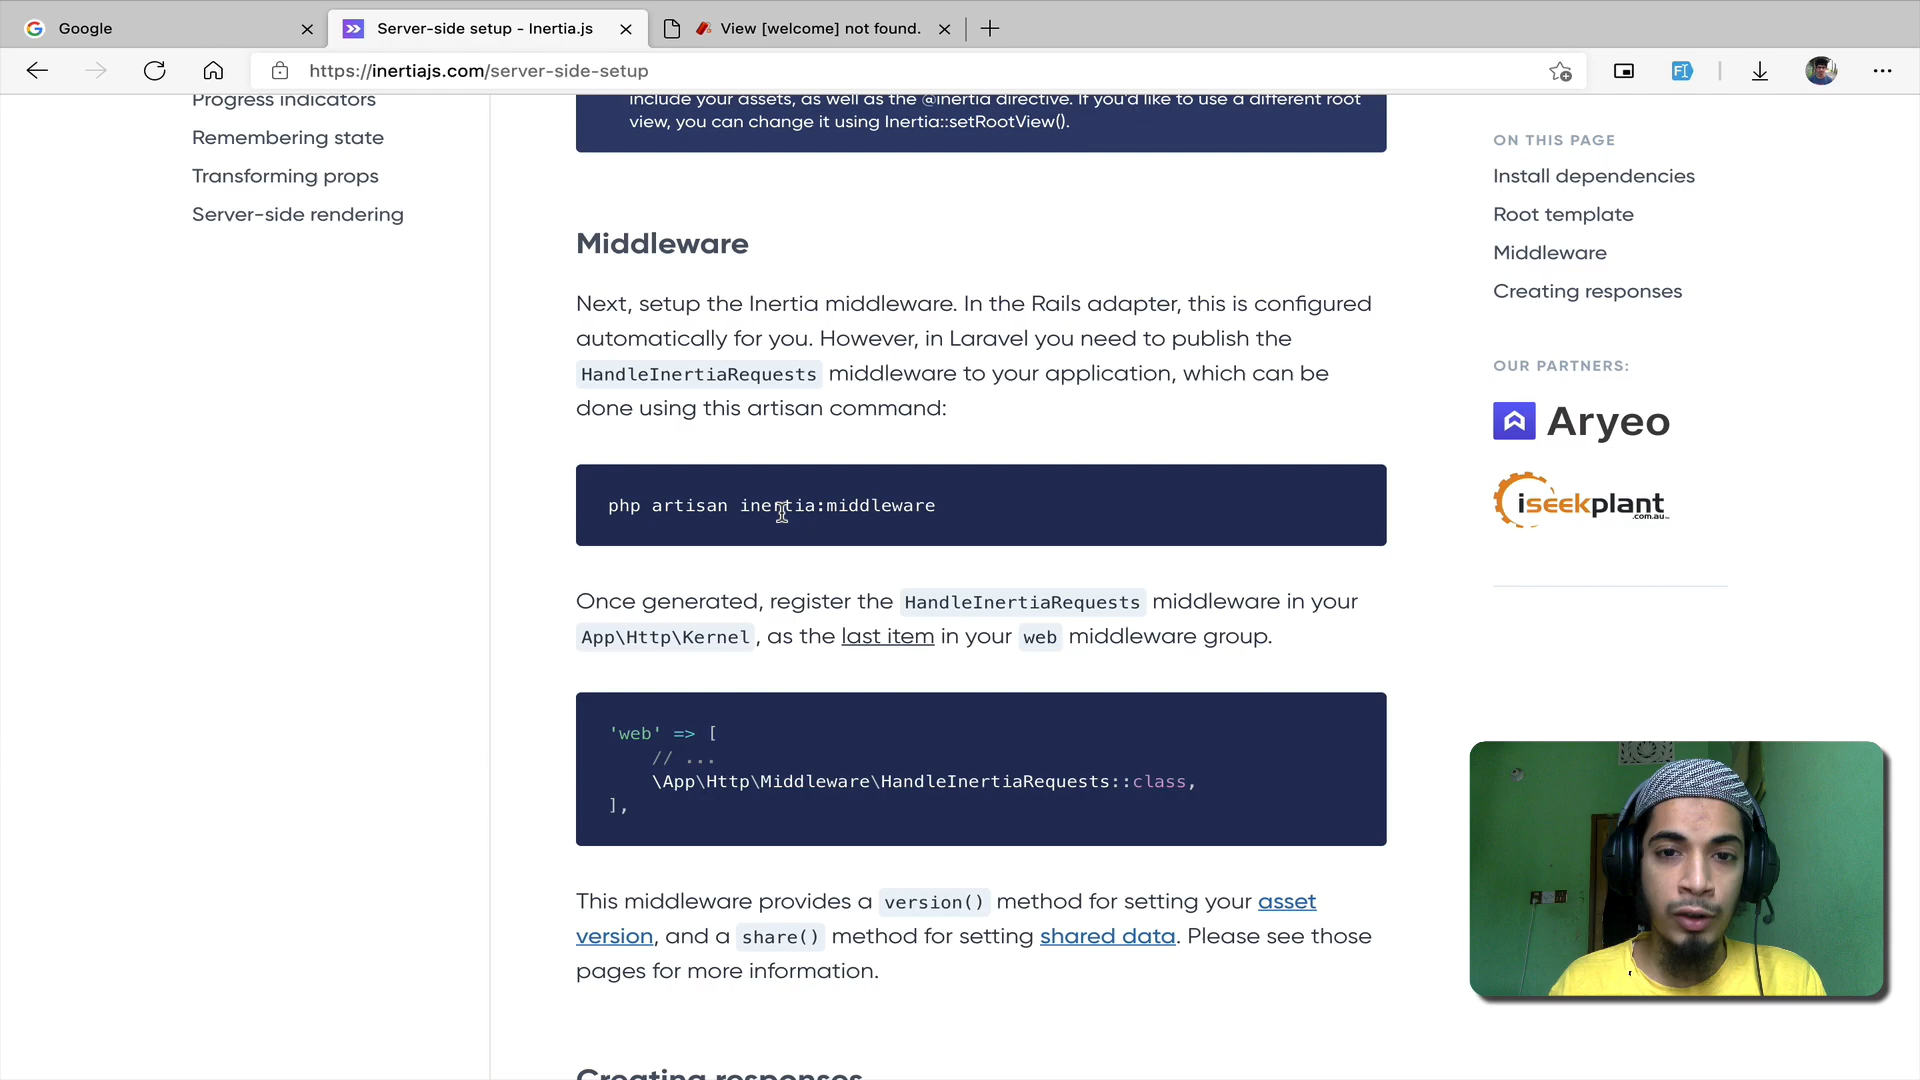 Google
Server-side setup - Inertia.js
View [welcome] not found.
https://inertiajs.com/server-side-setup
Progress indicators
Remembering state
Transforming props
Server-side rendering
include your assets, as well as the @inertia directive. If you'd like to use a different root
view, you can change it using Inertia::setRootView().
Middleware
Next, setup the Inertia middleware. In the Rails adapter, this is configured
automatically for you. However, in Laravel you need to publish the
HandleInertiaRequests middleware to your application, which can be
done using this artisan command:
php artisan inertia:middleware
Once generated, register the HandleInertiaRequests middleware in your
App\Http\Kernel, as the last item in your web middleware group.
'web' => [
// ...
\App\Http\Middleware\HandleInertiaRequests::class,
],
This middleware provides a version() method for setting your asset
version, and a share() method for setting shared data. Please see those
pages for more information.
Creating responses
ON THIS PAGE
Install dependencies
Root template
Middleware
Creating responses
OUR PARTNERS:
Aryeo
iseekplant
.com.au